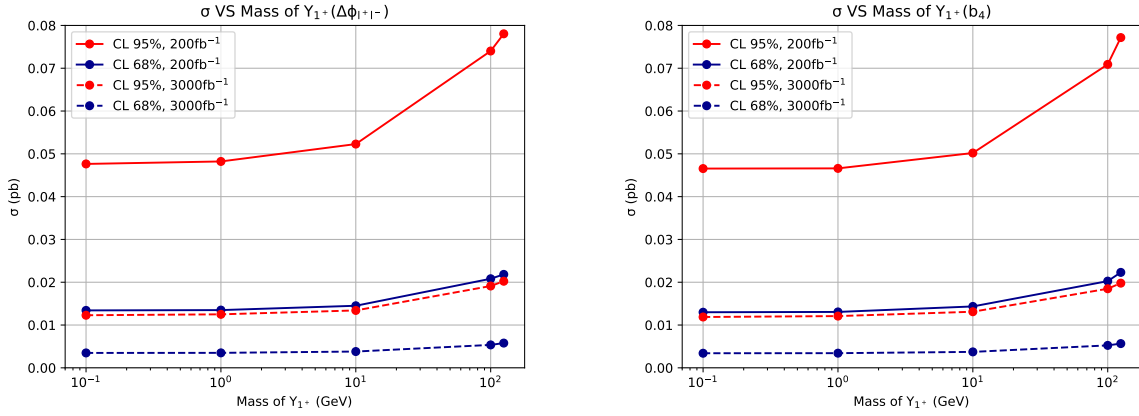 σ VS Mass of Y₁⁺(Δϕₗ⁺ₗ⁻)
0.08
0.07
0.06
0.05
0.04
0.03
0.02
0.01
0.00
σ (pb)
CL 95%, 200fb⁻¹
CL 68%, 200fb⁻¹
CL 95%, 3000fb⁻¹
CL 68%, 3000fb⁻¹
10⁻¹ 10⁰ 10¹ 10²
Mass of Y₁⁺ (GeV)
σ VS Mass of Y₁⁺(b₄)
0.08
0.07
0.06
0.05
0.04
0.03
0.02
0.01
0.00
σ (pb)
CL 95%, 200fb⁻¹
CL 68%, 200fb⁻¹
CL 95%, 3000fb⁻¹
CL 68%, 3000fb⁻¹
10⁻¹ 10⁰ 10¹ 10²
Mass of Y₁⁺ (GeV)